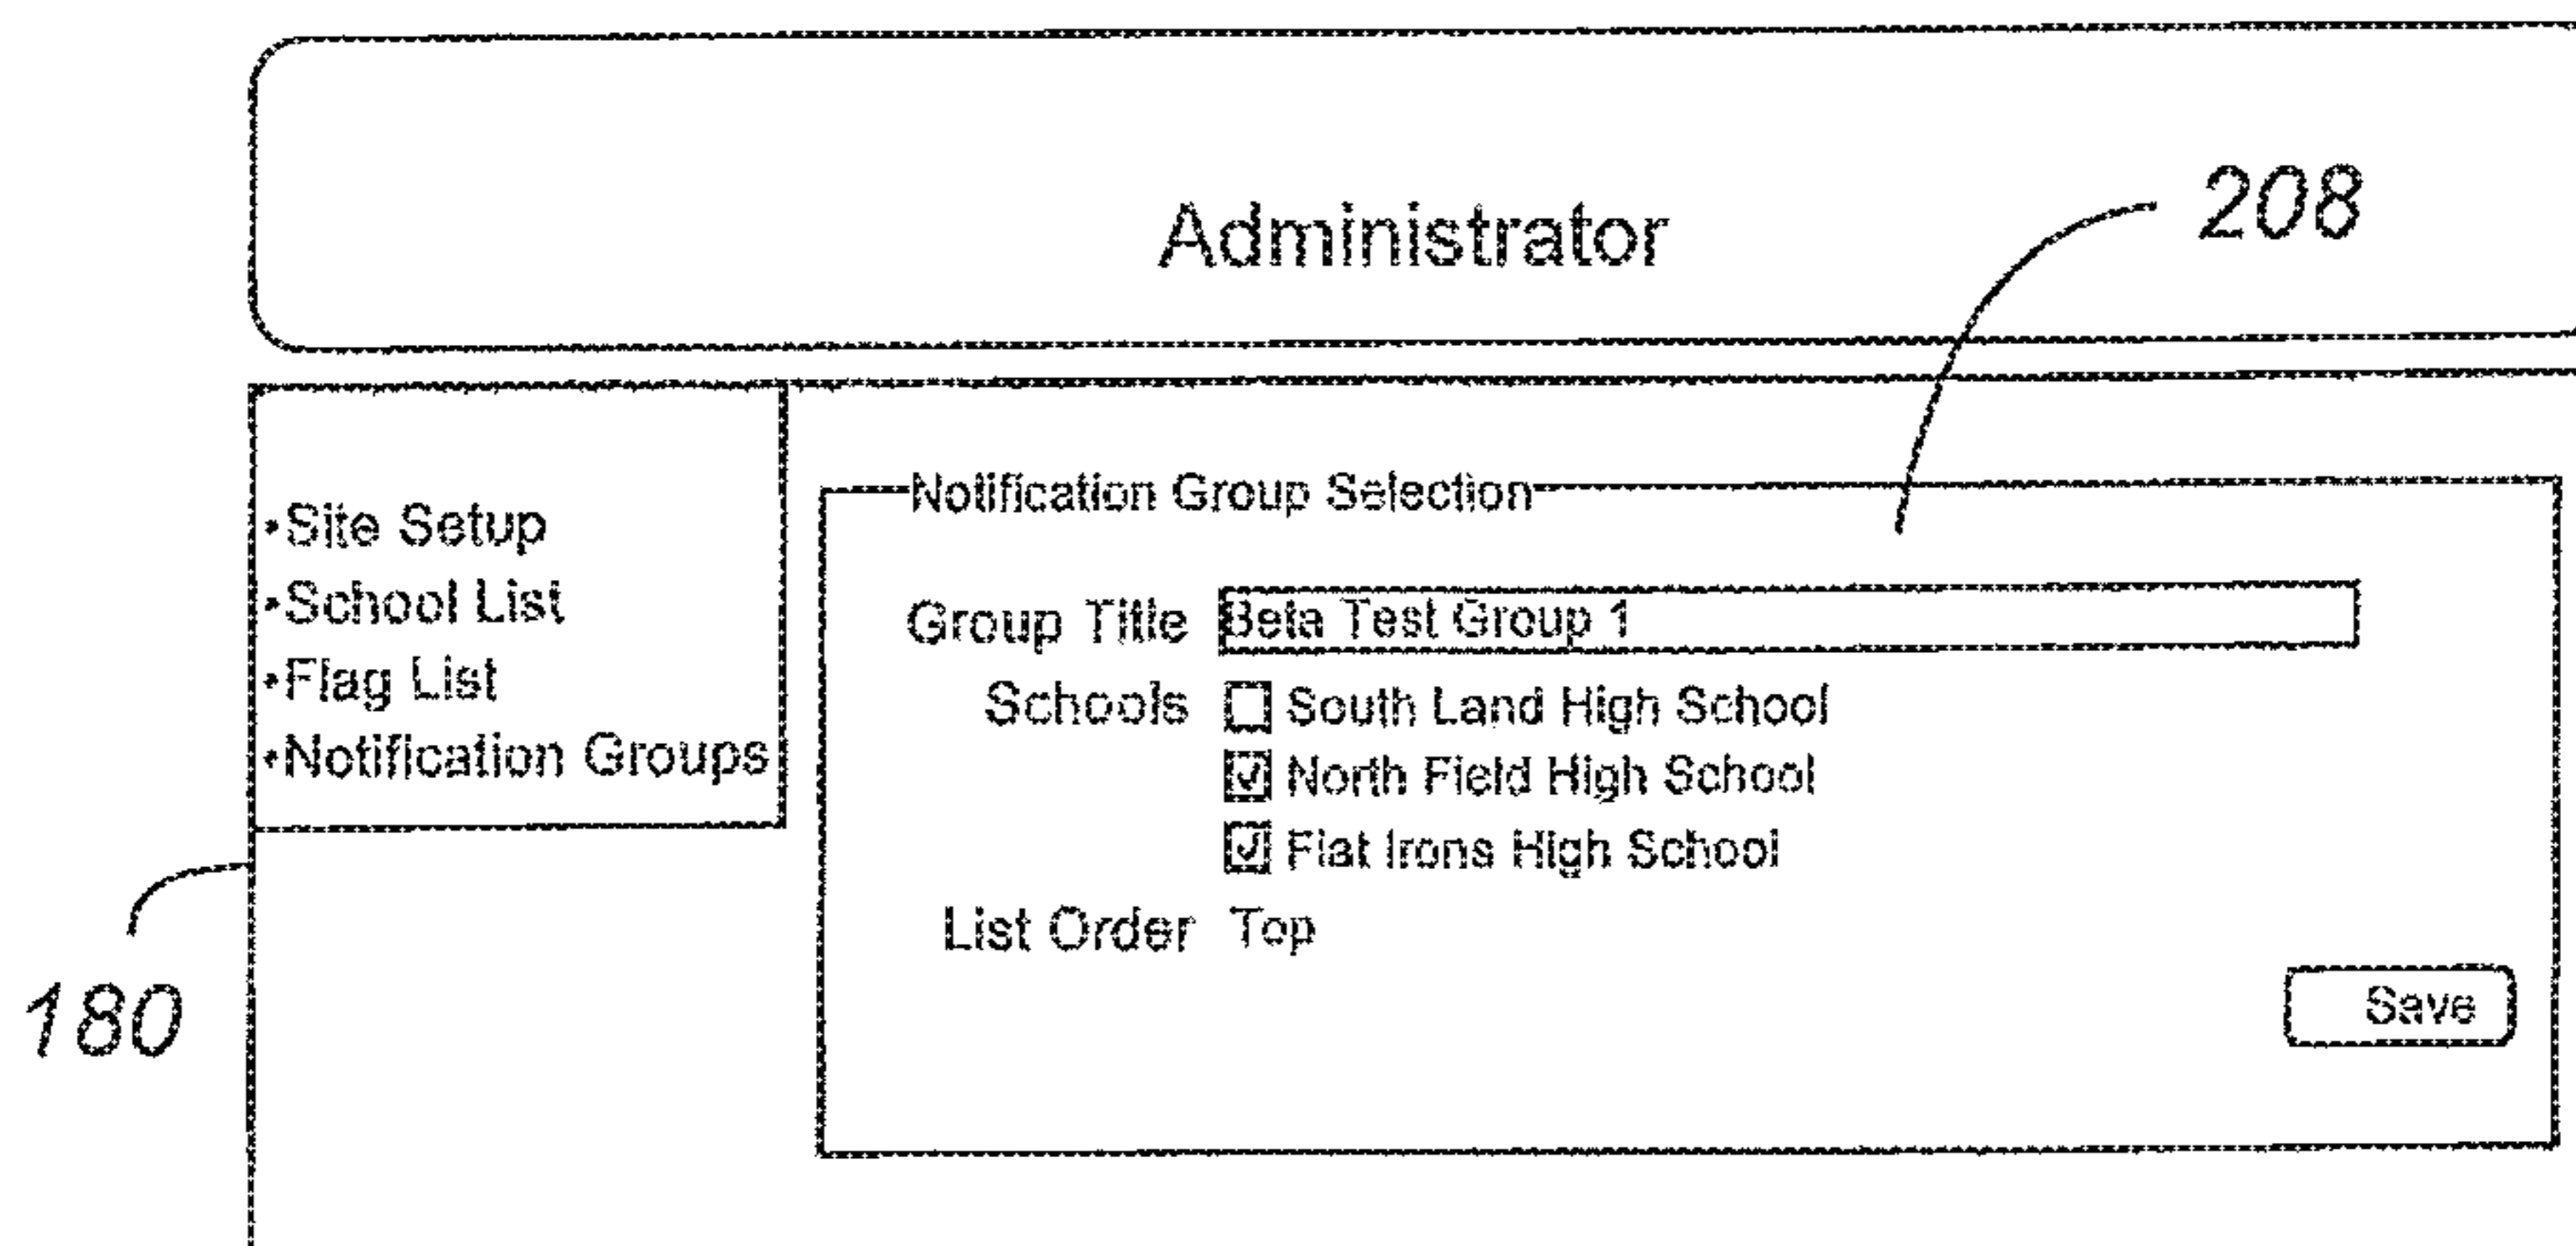 Administrator
208
•Site Setup
•School List
•Flag List
•Notification Groups
Notification Group Selection
Group Title Beta Test Group 1
Schools South Land High School
North Field High School
Flat Irons High School
List Order Top
Save
180